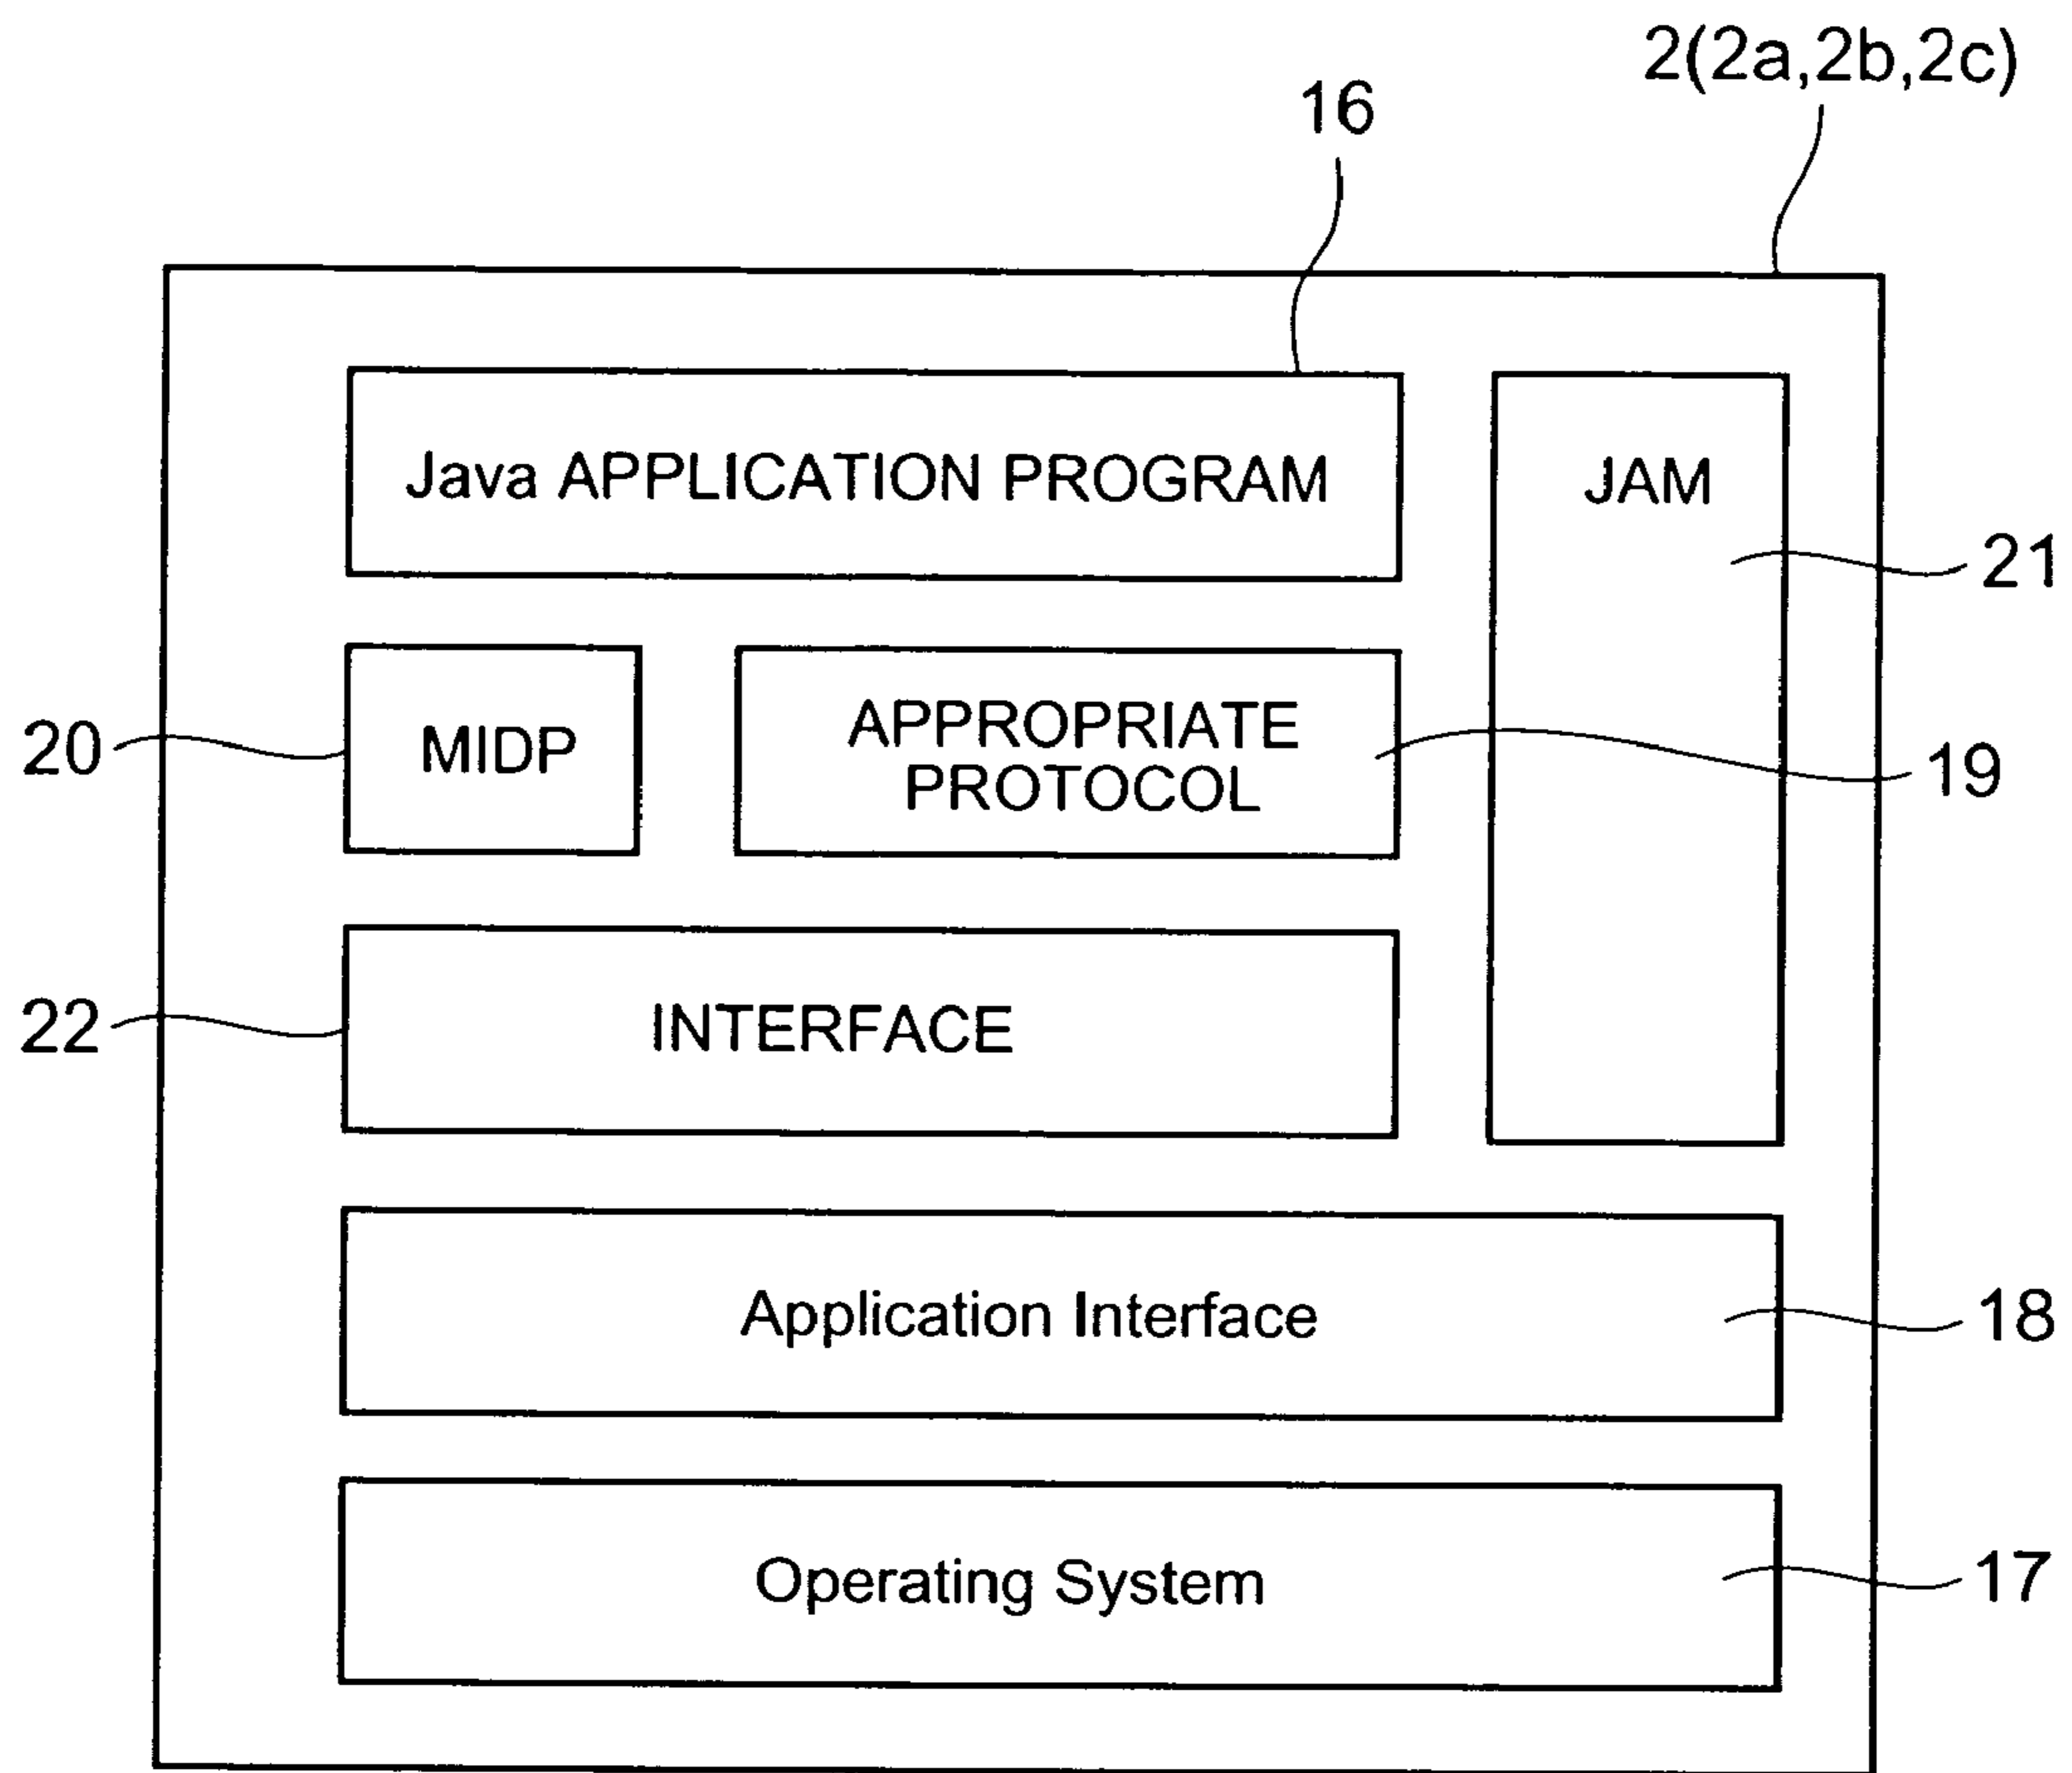 2(2a,2b,2c)
16
Java APPLICATION PROGRAM
JAM
21
20
MIDP
APPROPRIATE
PROTOCOL
19
22
INTERFACE
Application Interface
18
Operating System
17